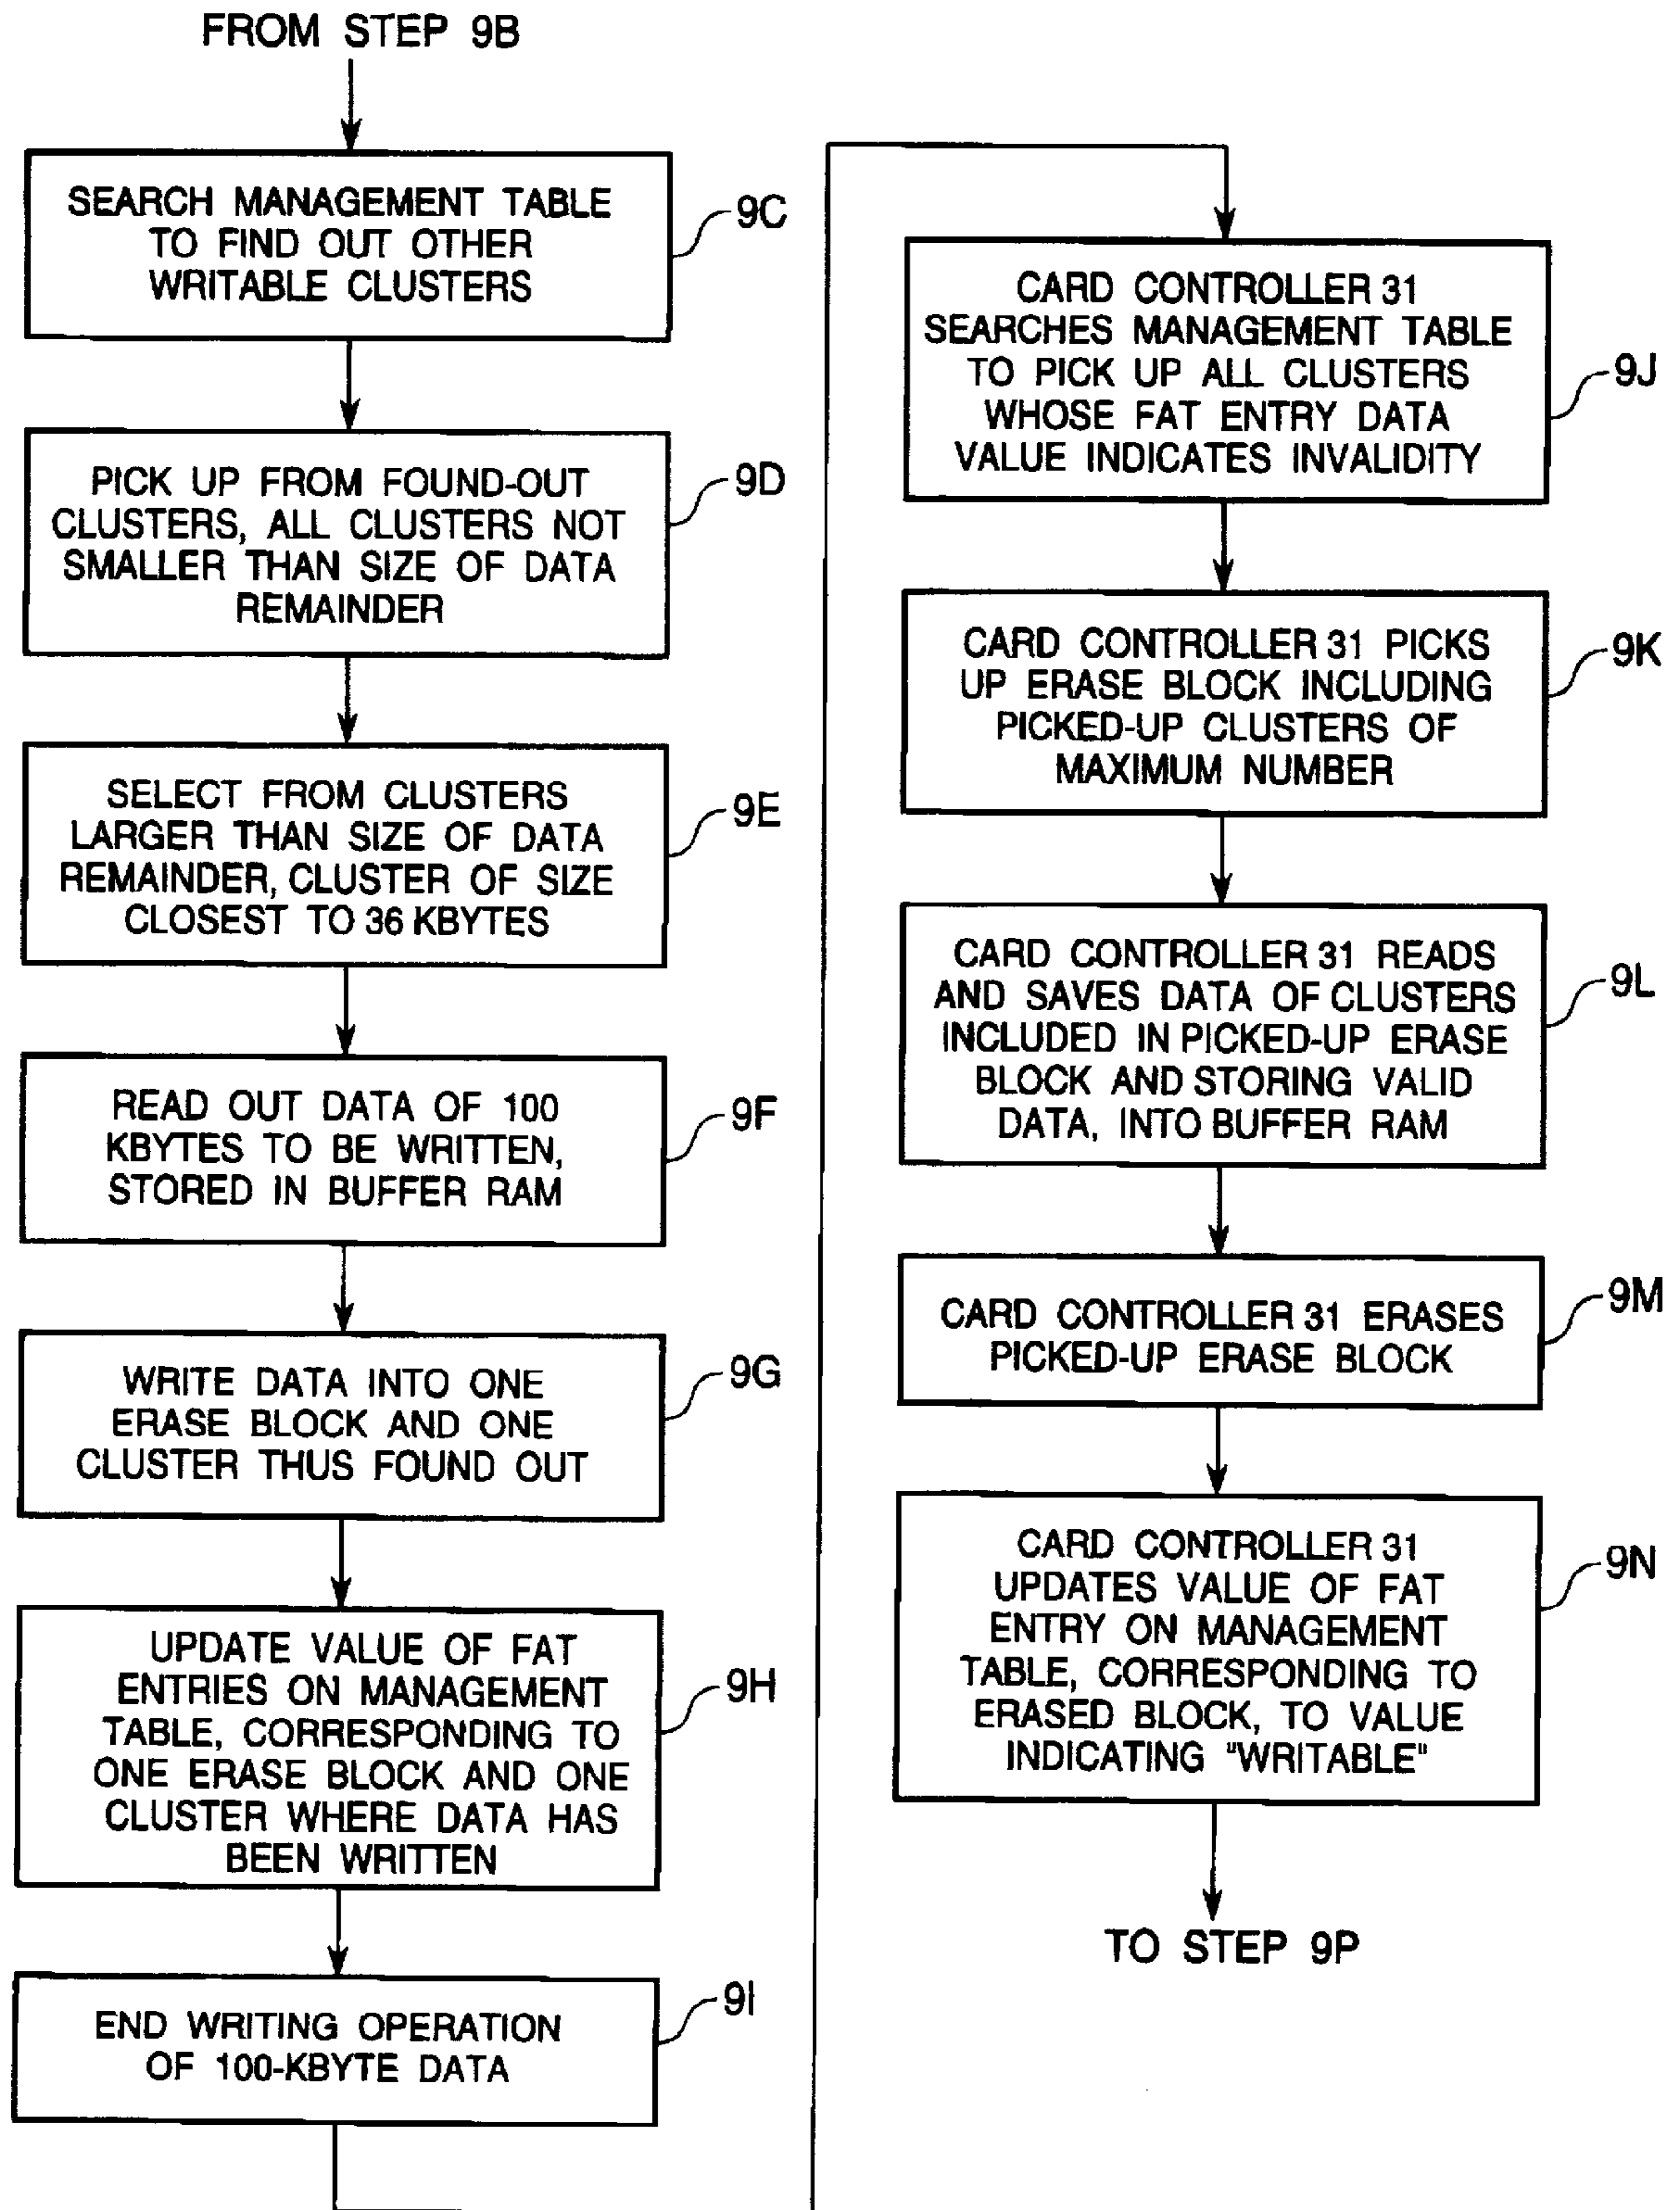 FROM STEP 9B
SEARCH MANAGEMENT TABLE
TO FIND OUT OTHER
WRITABLE CLUSTERS
9C
PICK UP FROM FOUND-OUT
CLUSTERS, ALL CLUSTERS NOT
SMALLER THAN SIZE OF DATA
REMAINDER
9D
SELECT FROM CLUSTERS
LARGER THAN SIZE OF DATA
REMAINDER, CLUSTER OF SIZE
CLOSEST TO 36 KBYTES
9E
READ OUT DATA OF 100
KBYTES TO BE WRITTEN,
STORED IN BUFFER RAM
9F
WRITE DATA INTO ONE
ERASE BLOCK AND ONE
CLUSTER THUS FOUND OUT
9G
UPDATE VALUE OF FAT
ENTRIES ON MANAGEMENT
TABLE, CORRESPONDING TO
ONE ERASE BLOCK AND ONE
CLUSTER WHERE DATA HAS
BEEN WRITTEN
9H
END WRITING OPERATION
OF 100-KBYTE DATA
9I
CARD CONTROLLER 31
SEARCHES MANAGEMENT TABLE
TO PICK UP ALL CLUSTERS
WHOSE FAT ENTRY DATA
VALUE INDICATES INVALIDITY
9J
CARD CONTROLLER 31 PICKS
UP ERASE BLOCK INCLUDING
PICKED-UP CLUSTERS OF
MAXIMUM NUMBER
9K
CARD CONTROLLER 31 READS
AND SAVES DATA OF CLUSTERS
INCLUDED IN PICKED-UP ERASE
BLOCK AND STORING VALID
DATA, INTO BUFFER RAM
9L
CARD CONTROLLER 31 ERASES
PICKED-UP ERASE BLOCK
9M
CARD CONTROLLER 31
UPDATES VALUE OF FAT
ENTRY ON MANAGEMENT
TABLE, CORRESPONDING TO
ERASED BLOCK, TO VALUE
INDICATING "WRITABLE"
9N
TO STEP 9P